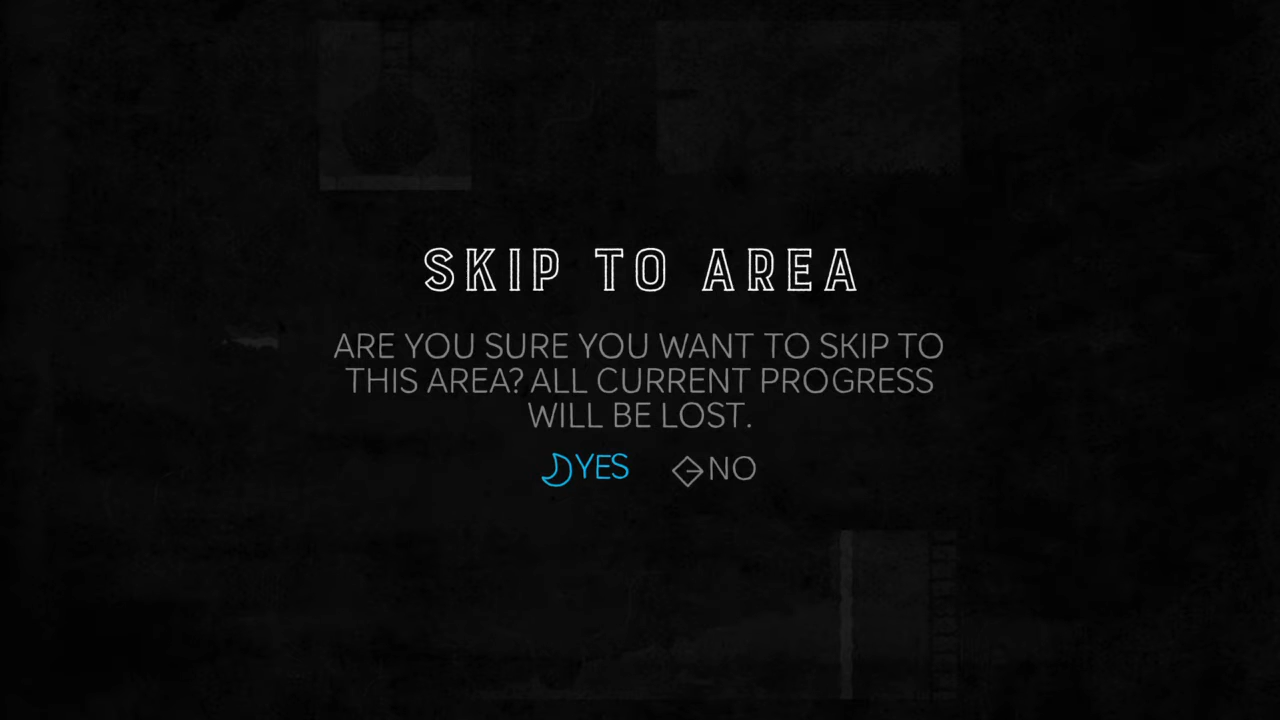 SKIP TO AREA
ARE YOU SURE YOU WANT TO SKIP TO
THIS AREA? ALL CURRENT PROGRESS
WILL BE LOST.
YES NO